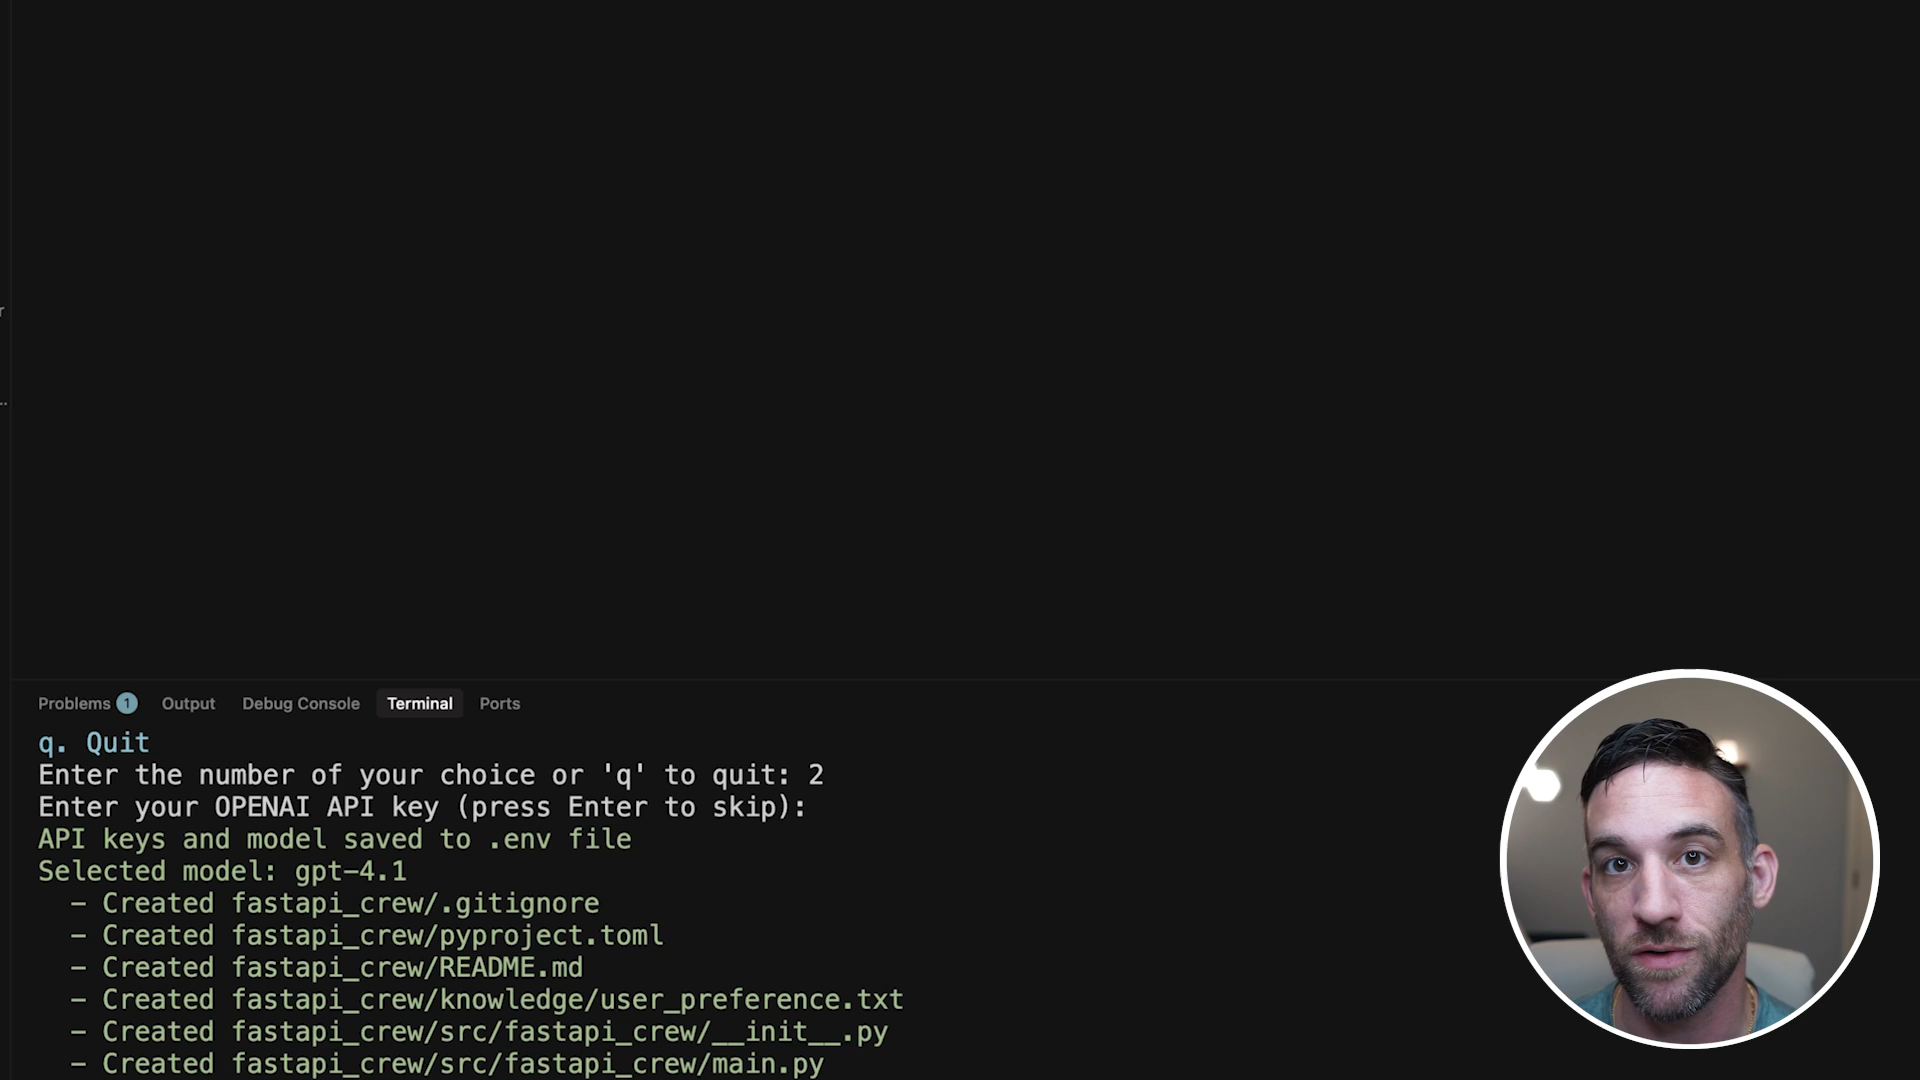 Problems 1 Output Debug Console Terminal Ports
q. Quit
Enter the number of your choice or 'q' to quit: 2
Enter your OPENAI API key (press Enter to skip):
API keys and model saved to .env file
Selected model: gpt-4.1
- Created fastapi_crew/.gitignore
- Created fastapi_crew/pyproject.toml
- Created fastapi_crew/README.md
- Created fastapi_crew/knowledge/user_preference.txt
- Created fastapi_crew/src/fastapi_crew/__init__.py
- Created fastapi_crew/src/fastapi_crew/main.py